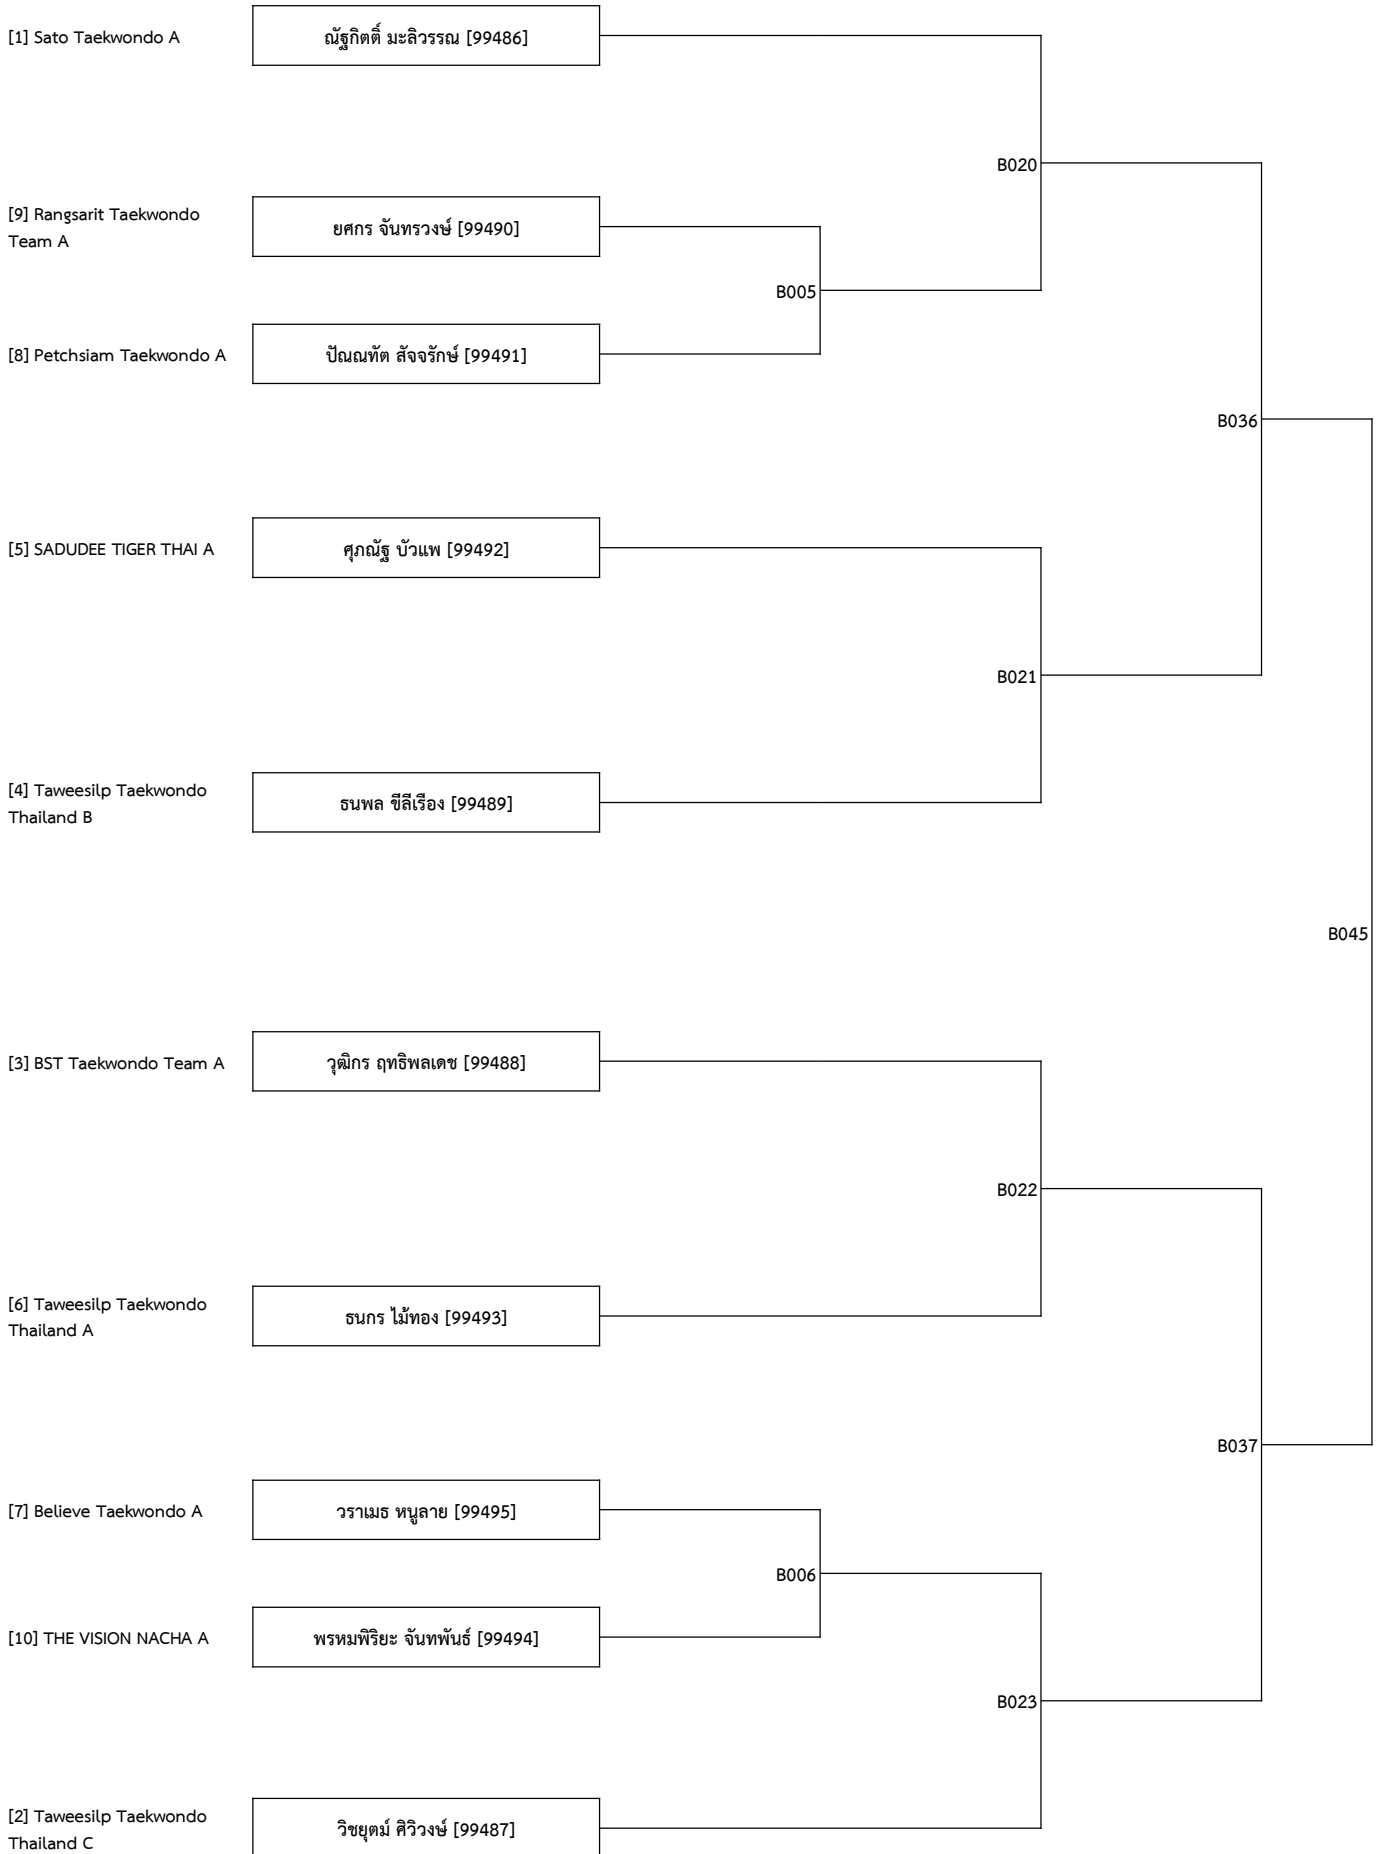 [1] Sato Taekwondo A
ณัฐกิตติ์ มะลิวรรณ [99486]
B020
[9] Rangsarit Taekwondo
Team A
ยศกร จันทรวงษ์ [99490]
B005
[8] Petchsiam Taekwondo A
ปัณณทัต สัจจรักษ์ [99491]
B036
[5] SADUDEE TIGER THAI A
ศุภณัฐ บัวแพ [99492]
B021
[4] Taweesilp Taekwondo
Thailand B
ธนพล ขีลีเรือง [99489]
B045
[3] BST Taekwondo Team A
วุฒิกร ฤทธิพลเดช [99488]
B022
[6] Taweesilp Taekwondo
Thailand A
ธนกร ไม้ทอง [99493]
B037
[7] Believe Taekwondo A
วราเมธ หนูลาย [99495]
B006
[10] THE VISION NACHA A
พรหมพิริยะ จันทพันธ์ [99494]
B023
[2] Taweesilp Taekwondo
Thailand C
วิชยุตม์ ศิวิวงษ์ [99487]